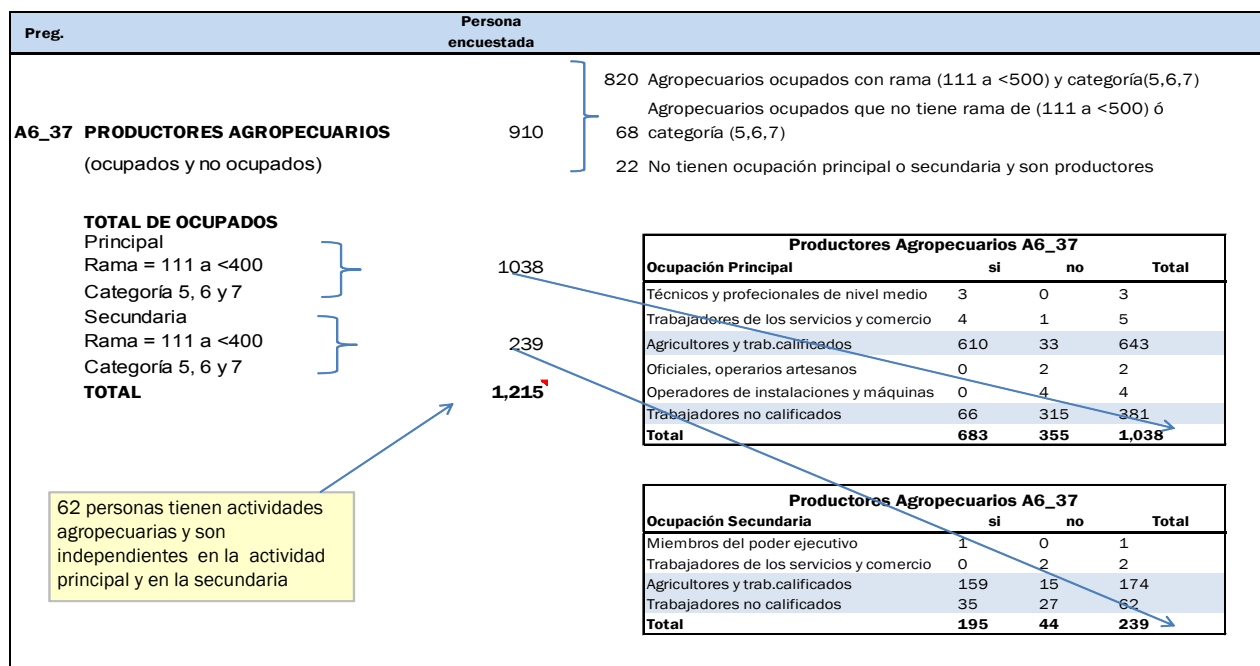 Preg.
Persona
encuestada
820 Agropecuarios ocupados con rama (111 a <500) y categoría(5,6,7)
Agropecuarios ocupados que no tiene rama de (111 a <500) ó
68 categoría (5,6,7)
A6_37 PRODUCTORES AGROPECUARIOS 910
(ocupados y no ocupados)
22 No tienen ocupación principal o secundaria y son productores
TOTAL DE OCUPADOS
Principal
Rama = 111 a <400 1038
Categoría 5, 6 y 7
Secundaria
Rama = 111 a <400 239
Categoría 5, 6 y 7
TOTAL 1,215
62 personas tienen actividades
agropecuarias y son
independientes en la actividad
principal y en la secundaria
Productores Agropecuarios A6_37
Ocupación Principal si no Total
Técnicos y profecionales de nivel medio 3 0 3
Trabajadores de los servicios y comercio 4 1 5
Agricultores y trab.calificados 610 33 643
Oficiales, operarios artesanos 0 2 2
Operadores de instalaciones y máquinas 0 4 4
Trabajadores no calificados 66 315 381
Total 683 355 1,038
Productores Agropecuarios A6_37
Ocupación Secundaria si no Total
Miembros del poder ejecutivo 1 0 1
Trabajadores de los servicios y comercio 0 2 2
Agricultores y trab.calificados 159 15 174
Trabajadores no calificados 35 27 62
Total 195 44 239